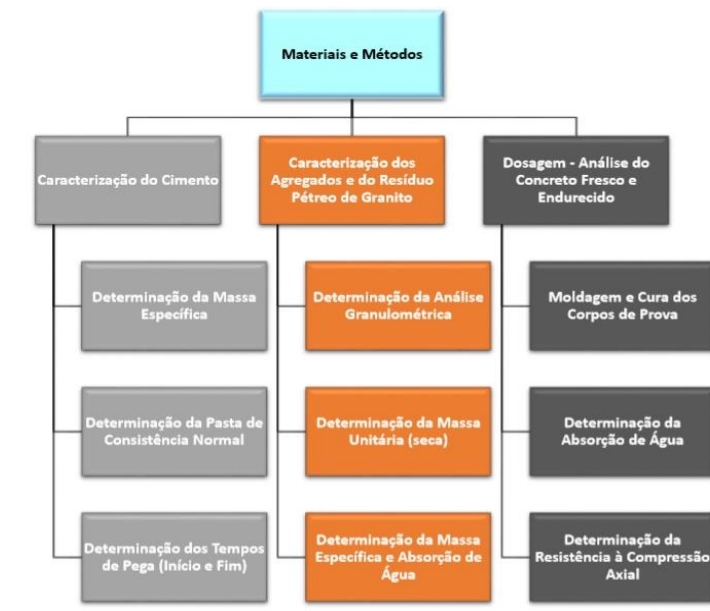 Materiais e Métodos
Caracterização do Cimento
Caracterização dos
Agregados e do Resíduo
Pétreo de Granito
Dosagem - Análise do
Concreto Fresco e
Endurecido
Determinação da Massa
Específica
Determinação da Análise
Granulométrica
Moldagem e Cura dos
Corpos de Prova
Determinação da Pasta de
Consistência Normal
Determinação da Massa
Unitária (seca)
Determinação da
Absorção de Água
Determinação dos Tempos
de Pega (Início e Fim)
Determinação da Massa
Específica e Absorção de
Água
Determinação da
Resistência à Compressão
Axial